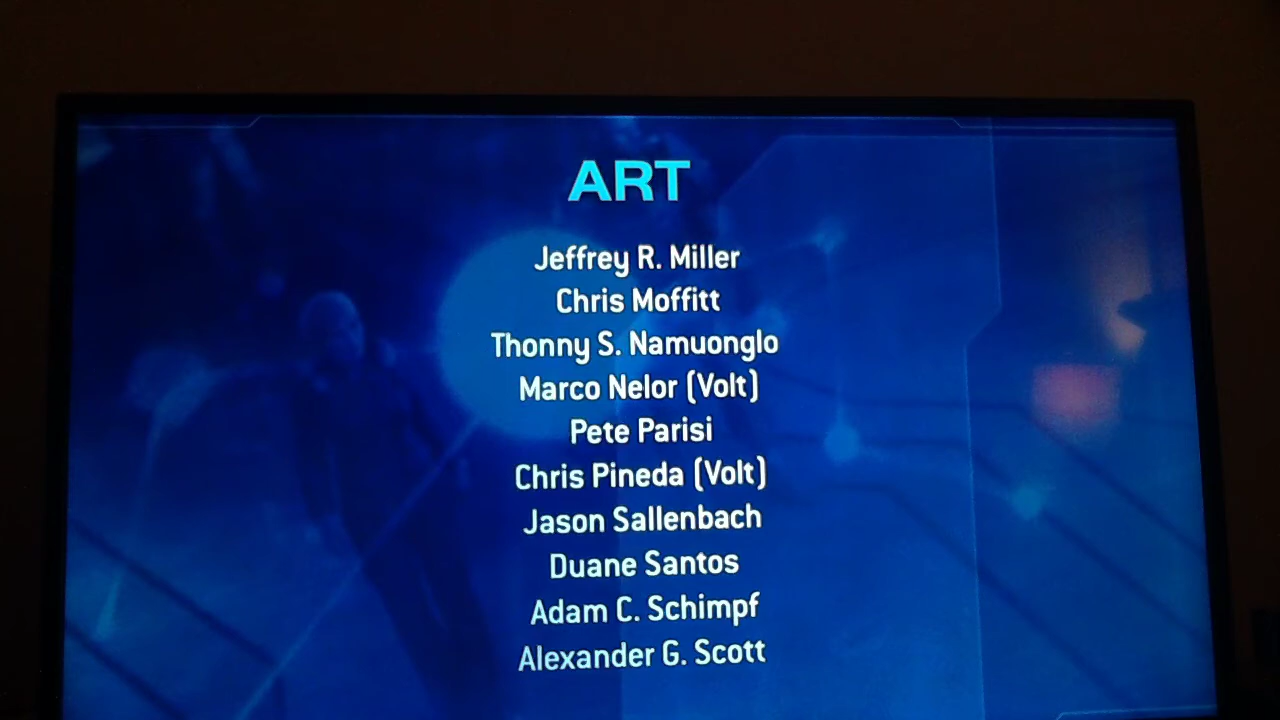 ART
Jeffrey R. Miller
Chris Moffitt
Thonny S. Namuonglo
Marco Nelor (Volt)
Pete Parisi
Chris Pineda (Volt)
Jason Sallenbach
Duane Santos
Adam C. Schimpf
Alexander G. Scott